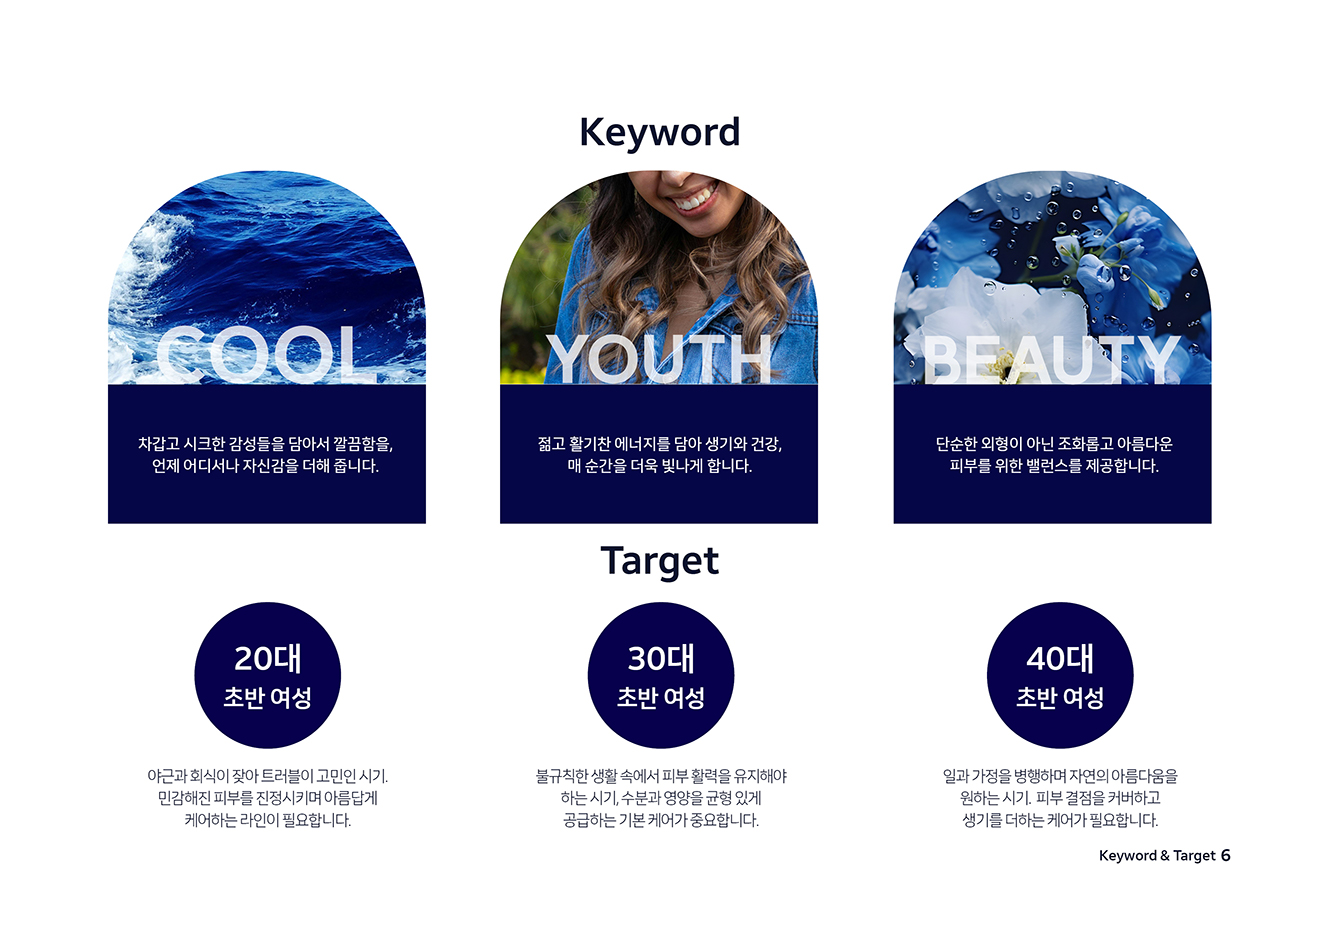 Keyword
COOL
차갑고 시크한 감성들을 담아서 깔끔함을,
언제 어디서나 자신감을 더해 줍니다.
YOUTH
젊고 활기찬 에너지를 담아 생기와 건강,
매 순간을 더욱 빛나게 합니다.
BEAUTY
단순한 외형이 아닌 조화롭고 아름다운
피부를 위한 밸런스를 제공합니다.
Target
20대
초반 여성
야근과 회식이 잦아 트러블이 고민인 시기.
민감해진 피부를 진정시키며 아름답게
케어하는 라인이 필요합니다.
30대
초반 여성
불규칙한 생활 속에서 피부 활력을 유지해야
하는 시기, 수분과 영양을 균형 있게
공급하는 기본 케어가 중요합니다.
40대
초반 여성
일과 가정을 병행하며 자연의 아름다움을
원하는 시기. 피부 결점을 커버하고
생기를 더하는 케어가 필요합니다.
Keyword & Target 6